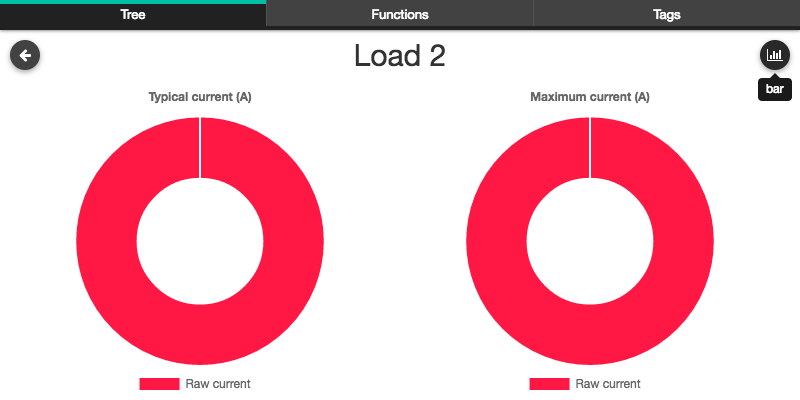 Tree Functions Tags
Load 2
bar
Typical current (A) Maximum current (A)
Raw current Raw current